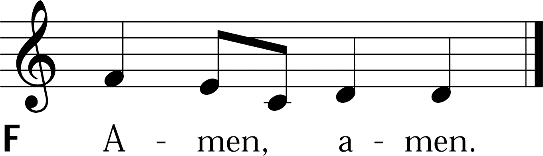 F A - men, a - men.